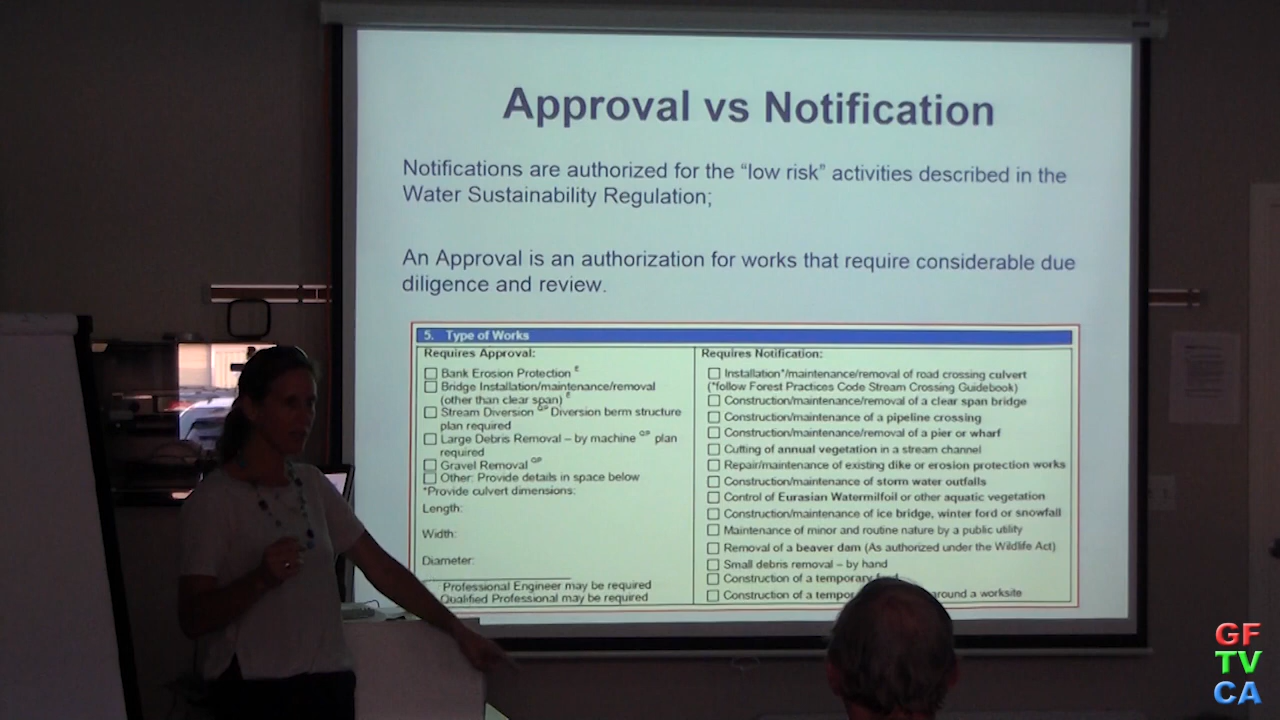 Approval vs Notification
Notifications are authorized for the “low risk” activities described in the
Water Sustainability Regulation;
An Approval is an authorization for works that require considerable due
diligence and review.
5. Type of Works
Requires Approval:
Bank Erosion Protection E
Bridge Installation/maintenance/removal
(other than clear span) E
Stream Diversion QP Diversion berm structure
plan required
Large Debris Removal – by machine QP plan
required
Gravel Removal QP
Other: Provide details in space below
*Provide culvert dimensions:
Length:
Width:
Diameter:
Professional Engineer may be required
Qualified Professional may be required
Requires Notification:
Installation*/maintenance/removal of road crossing culvert
(*follow Forest Practices Code Stream Crossing Guidebook)
Construction/maintenance/removal of a clear span bridge
Construction/maintenance of a pipeline crossing
Construction/maintenance/removal of a pier or wharf
Cutting of annual vegetation in a stream channel
Repair/maintenance of existing dike or erosion protection works
Construction/maintenance of storm water outfalls
Control of Eurasian Watermilfoil or other aquatic vegetation
Construction/maintenance of ice bridge, winter ford or snowfall
Maintenance of minor and routine nature by a public utility
Removal of a beaver dam (As authorized under the Wildlife Act)
Small debris removal – by hand
Construction of a temporary
Construction of a around a worksite
GF
TV
CA